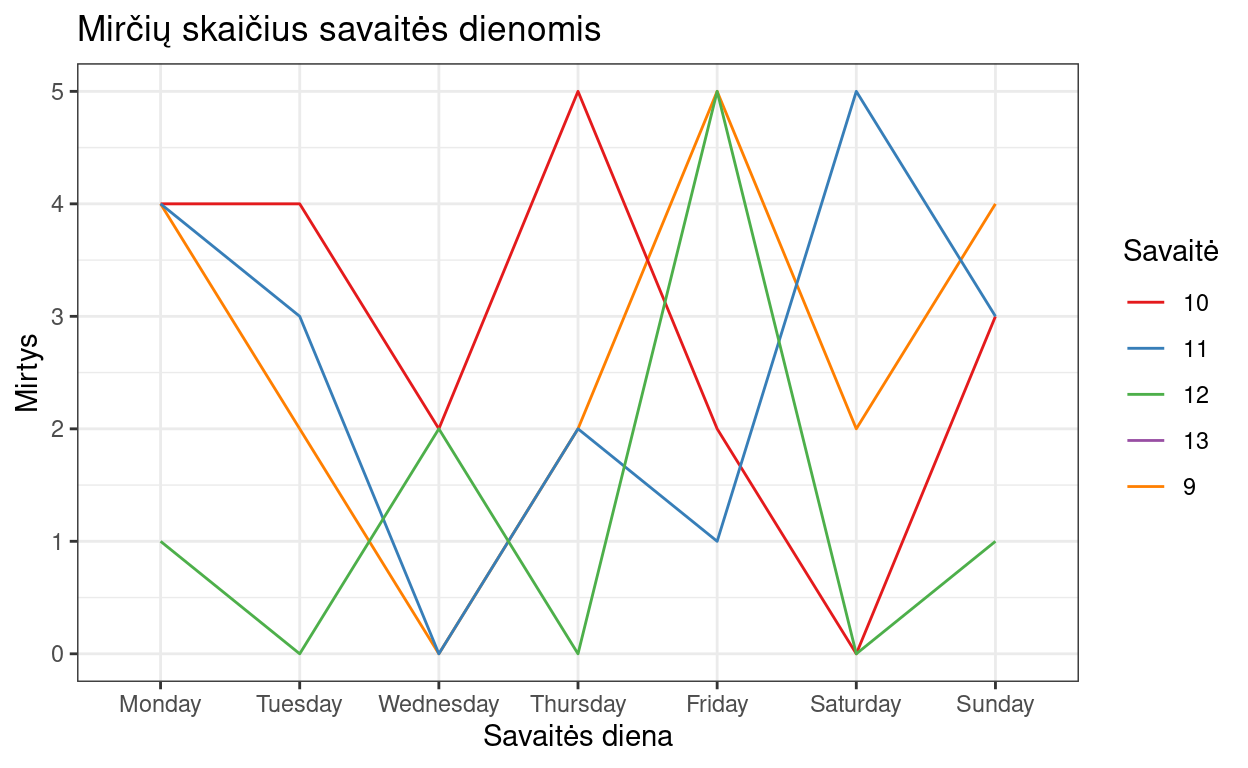 Mirčių skaičius savaitės dienomis
5
4
3
2
1
0
Mirtys
Monday Tuesday Wednesday Thursday Friday Saturday Sunday
Savaitės diena
Savaitė
10
11
12
13
9